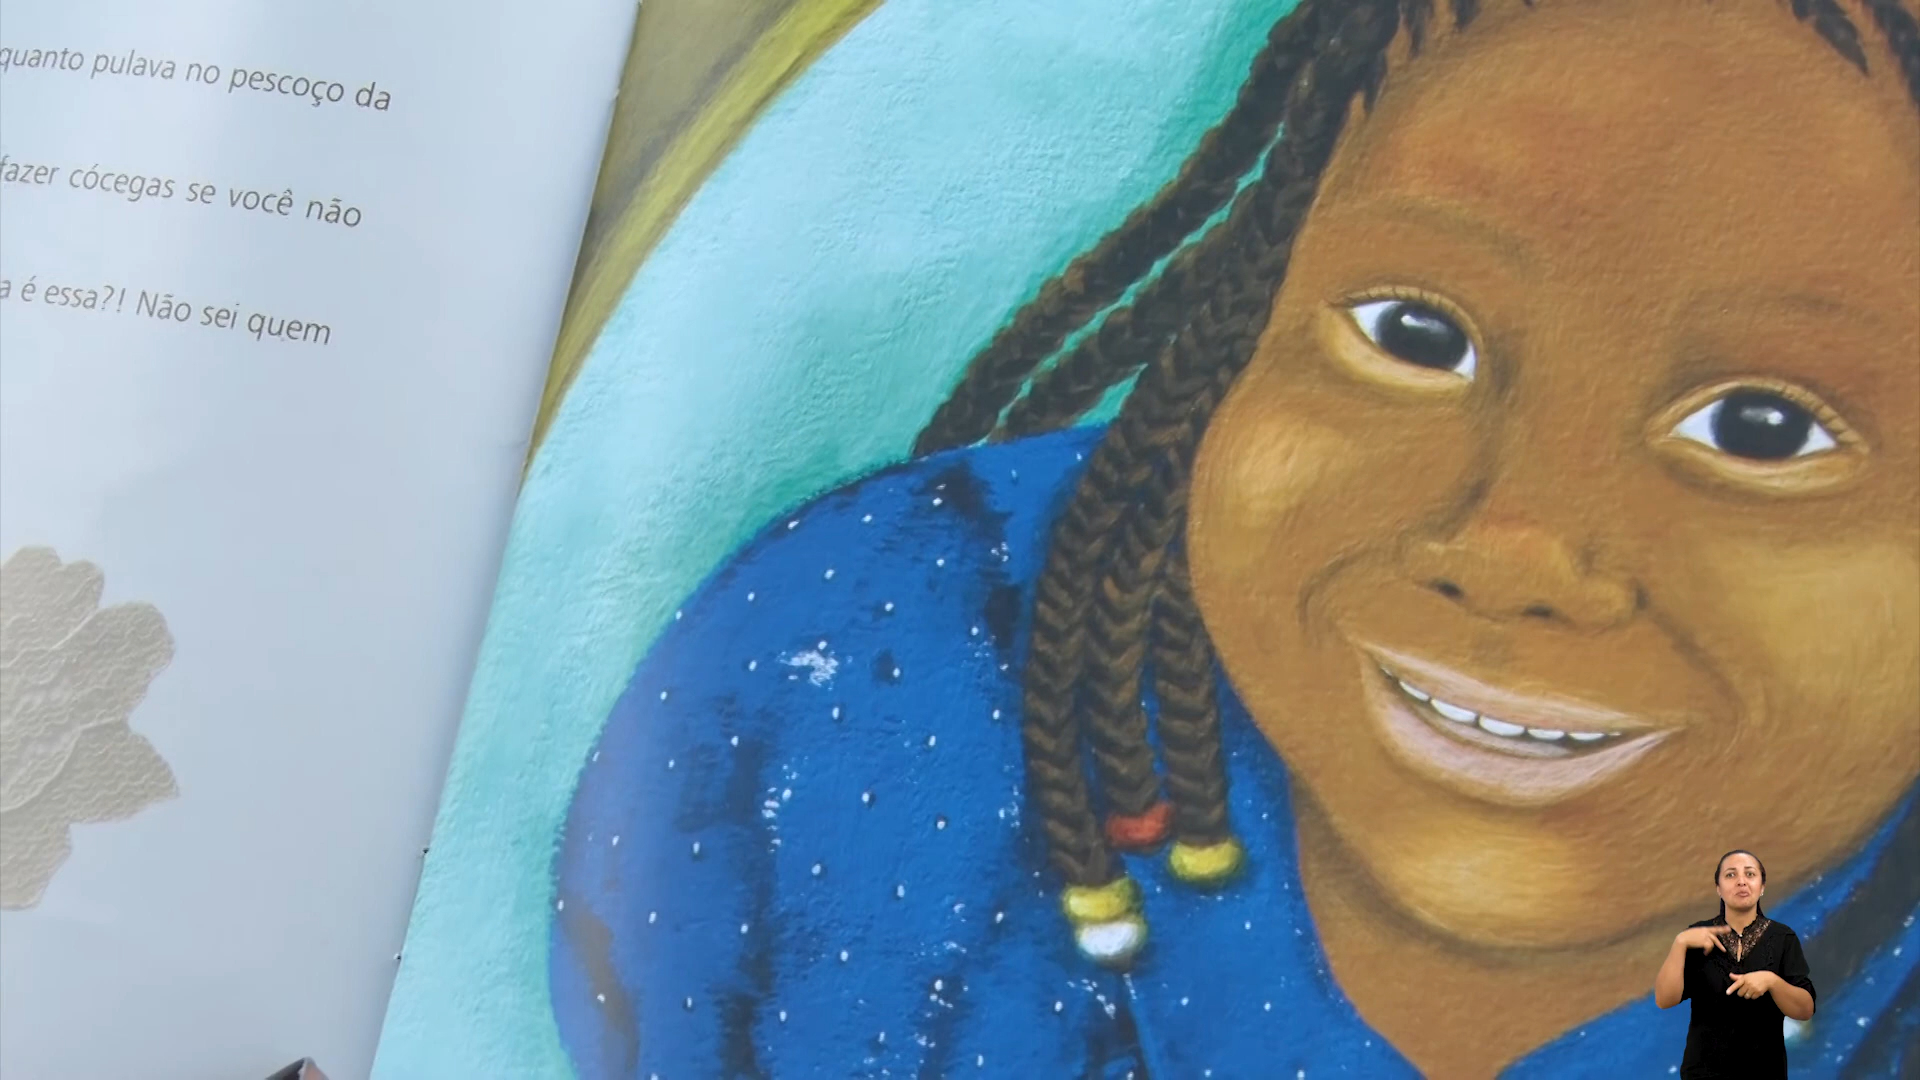 quanto pulava no pescoço da
fazer cócegas se você não
a é essa?! Não sei quem